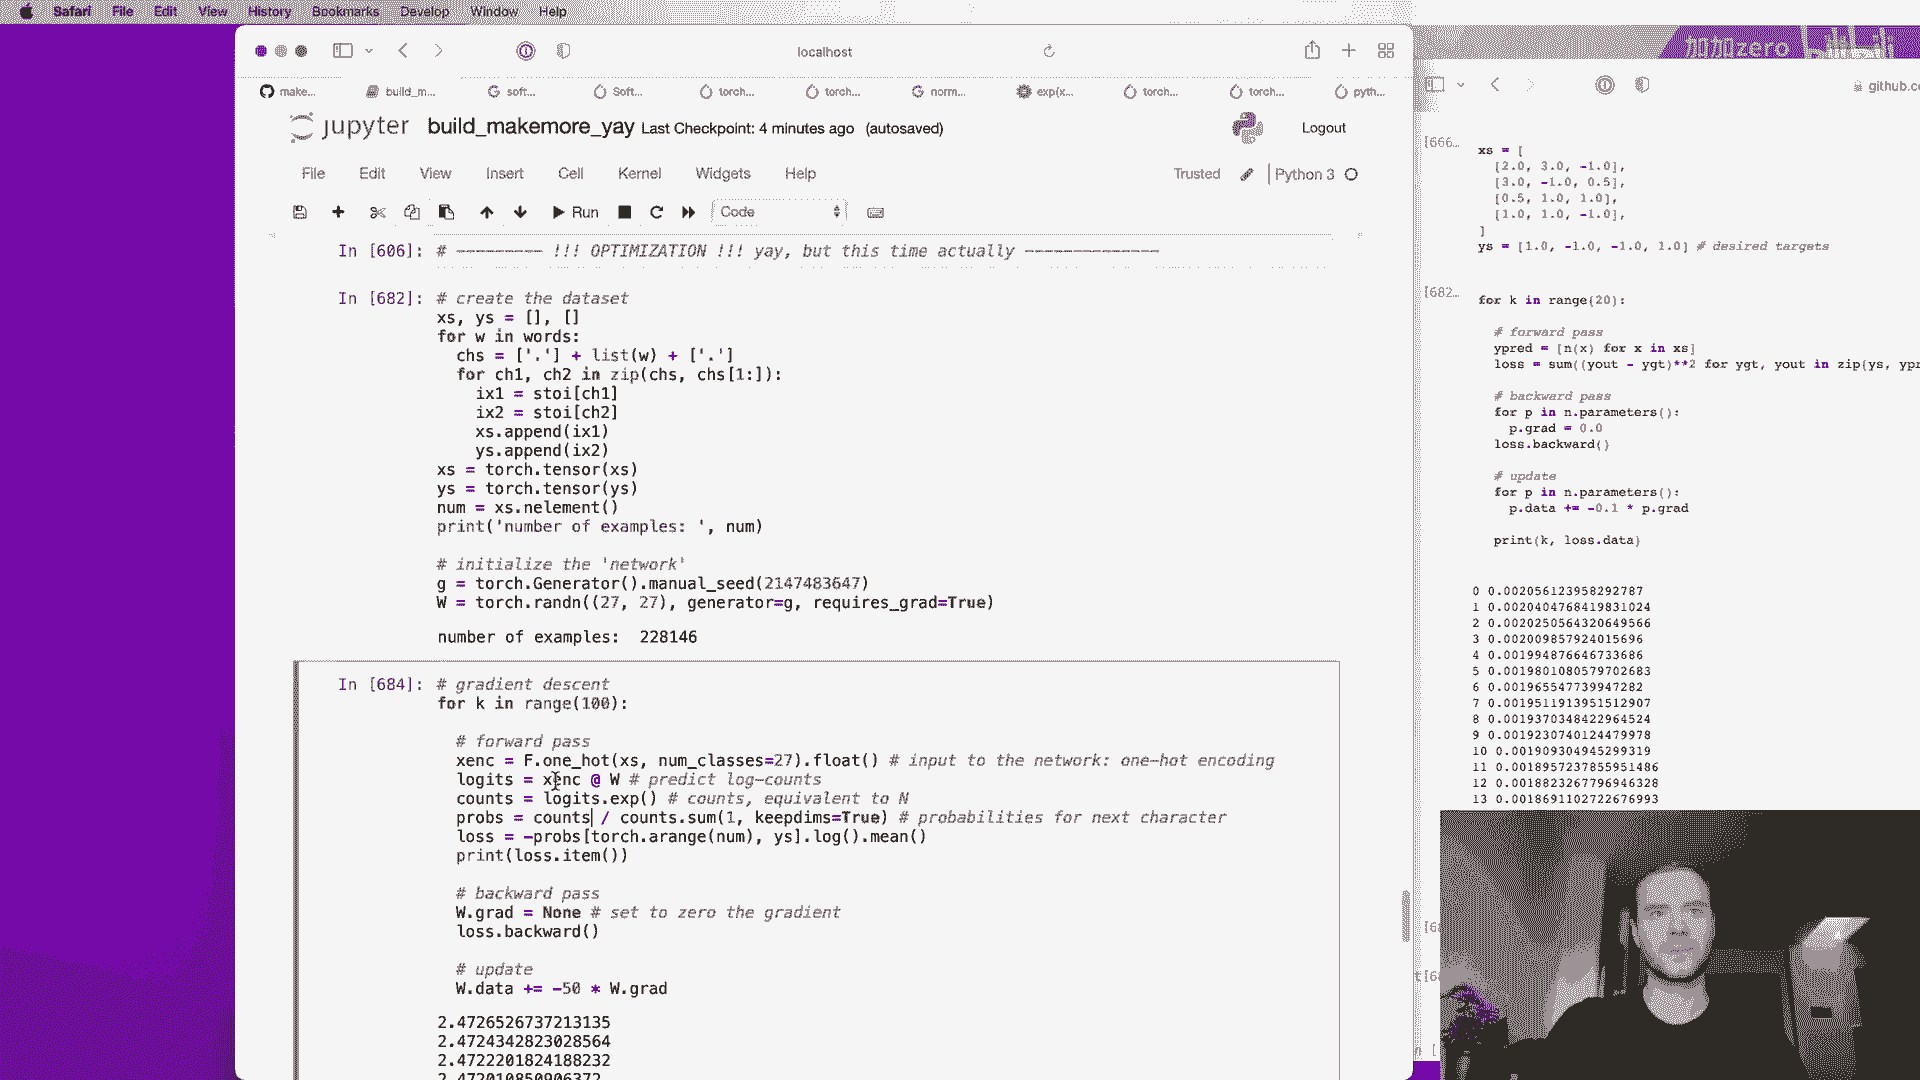 Safari File Edit View History Bookmarks Develop Window Help
localhost
make... build_m... soft... Soft... torch... torch... norm... exp(x... torch... torch... pyth...
jupyter build_makemore_yay Last Checkpoint: 4 minutes ago (autosaved)
Logout
File Edit View Insert Cell Kernel Widgets Help
Trusted Python 3
Run Code
In [606]: # ---------- !!! OPTIMIZATION !!! yay, but this time actually ----------------
In [682]: # create the dataset
xs, ys = [], []
for w in words:
chs = ['.'] + list(w) + ['.']
for ch1, ch2 in zip(chs, chs[1:]):
ix1 = stoi[ch1]
ix2 = stoi[ch2]
xs.append(ix1)
ys.append(ix2)
xs = torch.tensor(xs)
ys = torch.tensor(ys)
num = xs.nelement()
print('number of examples: ', num)
# initialize the 'network'
g = torch.Generator().manual_seed(2147483647)
W = torch.randn((27, 27), generator=g, requires_grad=True)
number of examples:  228146
In [684]: # gradient descent
for k in range(100):
# forward pass
xenc = F.one_hot(xs, num_classes=27).float() # input to the network: one-hot encoding
logits = xenc @ W # predict log-counts
counts = logits.exp() # counts, equivalent to N
probs = counts / counts.sum(1, keepdims=True) # probabilities for next character
loss = -probs[torch.arange(num), ys].log().mean()
print(loss.item())
# backward pass
W.grad = None # set to zero the gradient
loss.backward()
# update
W.data += -50 * W.grad
2.4726526737213135
2.4724342823028564
2.4722201824188232
2.472010850906372
加加zero bilibili
github.co
[666...
xs = [
[2.0, 3.0, -1.0],
[3.0, -1.0, 0.5],
[0.5, 1.0, 1.0],
[1.0, 1.0, -1.0],
]
ys = [1.0, -1.0, -1.0, 1.0] # desired targets
[682...
for k in range(20):
# forward pass
ypred = [n(x) for x in xs]
loss = sum((yout - ygt)**2 for ygt, yout in zip(ys, ypr
# backward pass
for p in n.parameters():
p.grad = 0.0
loss.backward()
# update
for p in n.parameters():
p.data += -0.1 * p.grad
print(k, loss.data)
0 0.002056123958292787
1 0.0020404768419831024
2 0.0020250564320649566
3 0.002009857924015696
4 0.001994876646733686
5 0.0019801080579702683
6 0.001965547739947282
7 0.0019511913951512907
8 0.0019370348422964524
9 0.0019230740124479978
10 0.001909304945299319
11 0.0018957237855951486
12 0.0018823267796946328
13 0.0018691102722676993